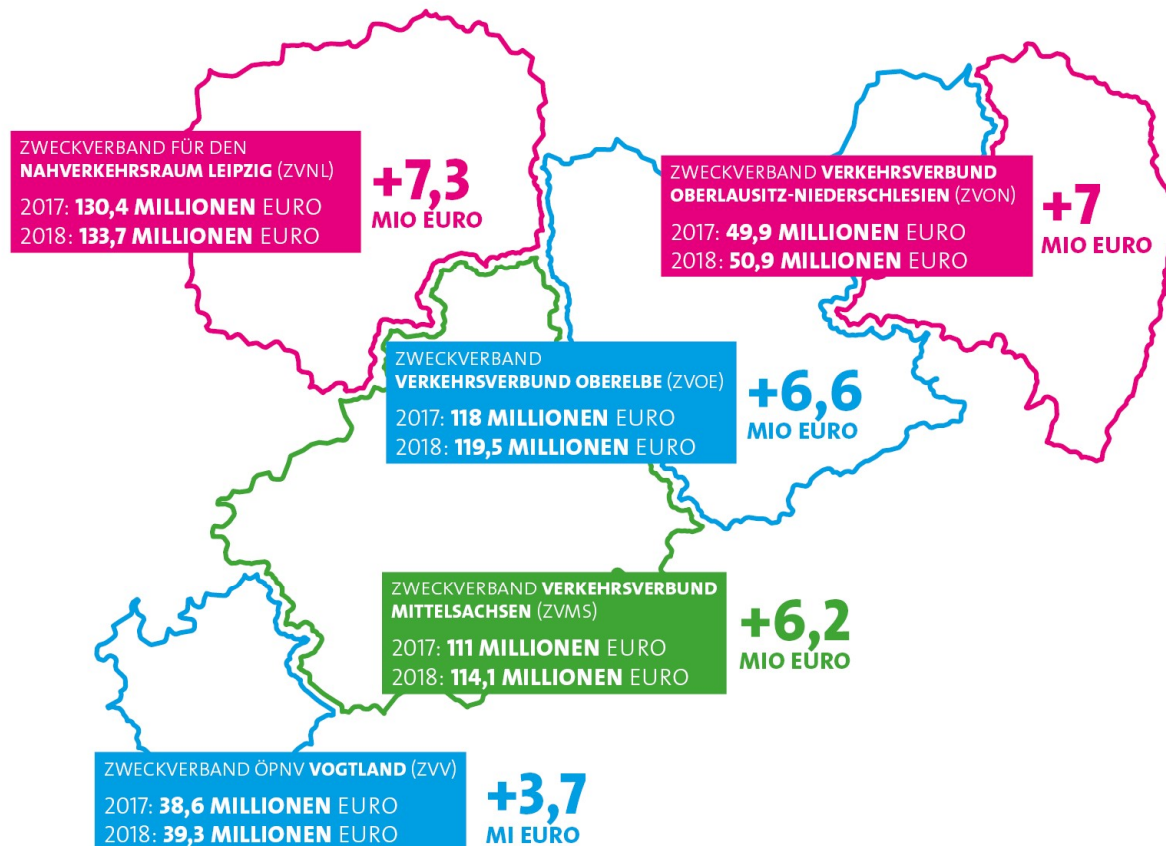 ZWECKVERBAND FÜR DEN
NAHVERKEHRSRAUM LEIPZIG (ZVNL)
2017: 130,4 MILLIONEN EURO
2018: 133,7 MILLIONEN EURO
+7,3
MIO EURO
ZWECKVERBAND VERKEHRSVERBUND
OBERLAUSITZ-NIEDERSCHLESIEN (ZVON)
2017: 49,9 MILLIONEN EURO
2018: 50,9 MILLIONEN EURO
+7
MIO EURO
ZWECKVERBAND
VERKEHRSVERBUND OBERELBE (ZVOE)
2017: 118 MILLIONEN EURO
2018: 119,5 MILLIONEN EURO
+6,6
MIO EURO
ZWECKVERBAND VERKEHRSVERBUND
MITTELSACHSEN (ZVMS)
2017: 111 MILLIONEN EURO
2018: 114,1 MILLIONEN EURO
+6,2
MIO EURO
ZWECKVERBAND ÖPNV VOGTLAND (ZVV)
2017: 38,6 MILLIONEN EURO
2018: 39,3 MILLIONEN EURO
+3,7
MI EURO